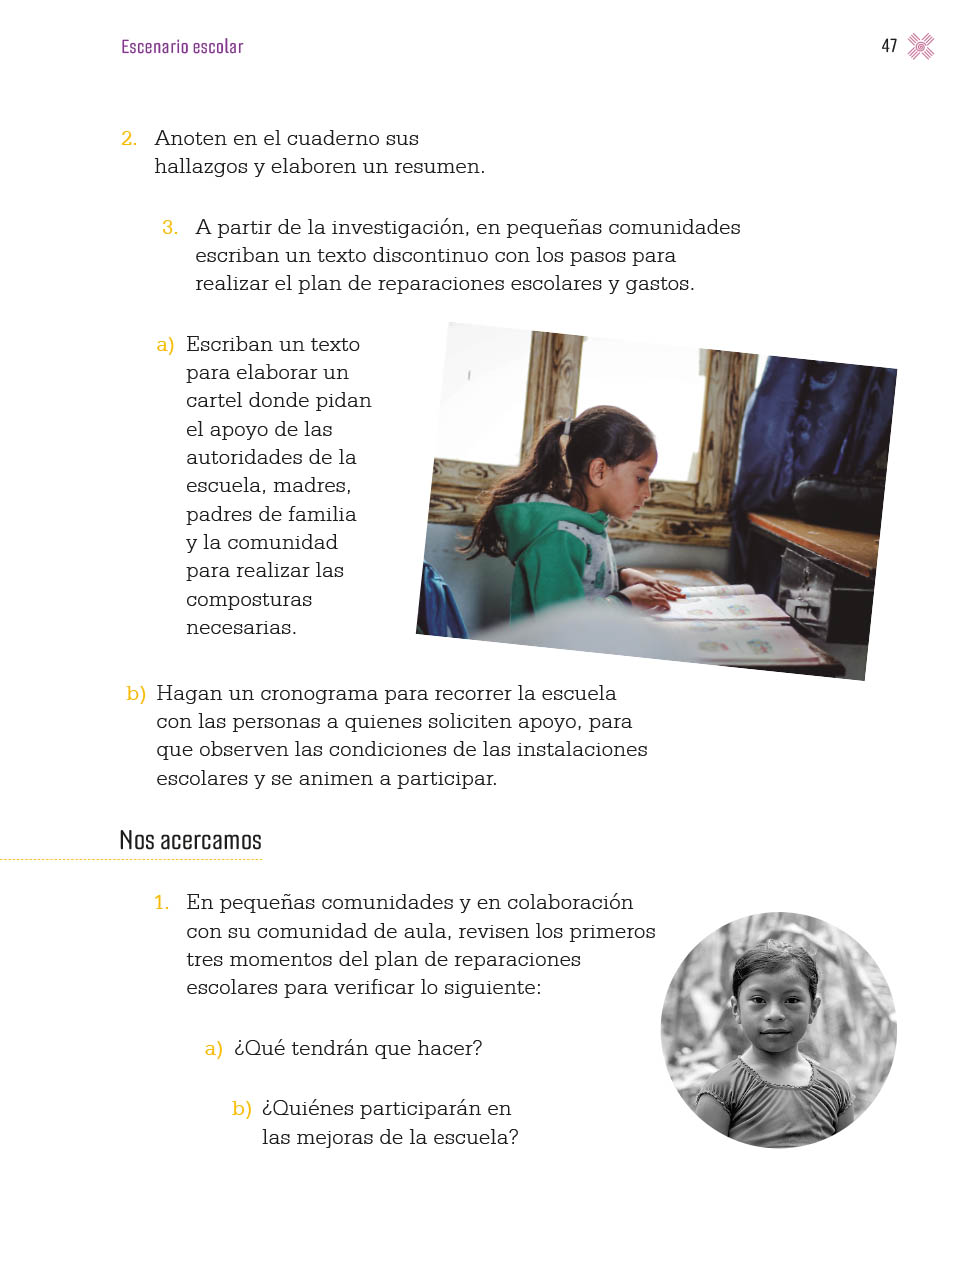 Escenario escolar
47
2. Anoten en el cuaderno sus
hallazgos y elaboren un resumen.
3. A partir de la investigación, en pequeñas comunidades
escriban un texto discontinuo con los pasos para
realizar el plan de reparaciones escolares y gastos.
a) Escriban un texto
para elaborar un
cartel donde pidan
el apoyo de las
autoridades de la
escuela, madres,
padres de familia
y la comunidad
para realizar las
composturas
necesarias.
b) Hagan un cronograma para recorrer la escuela
con las personas a quienes soliciten apoyo, para
que observen las condiciones de las instalaciones
escolares y se animen a participar.
Nos acercamos
1. En pequeñas comunidades y en colaboración
con su comunidad de aula, revisen los primeros
tres momentos del plan de reparaciones
escolares para verificar lo siguiente:
a) ¿Qué tendrán que hacer?
b) ¿Quiénes participarán en
las mejoras de la escuela?